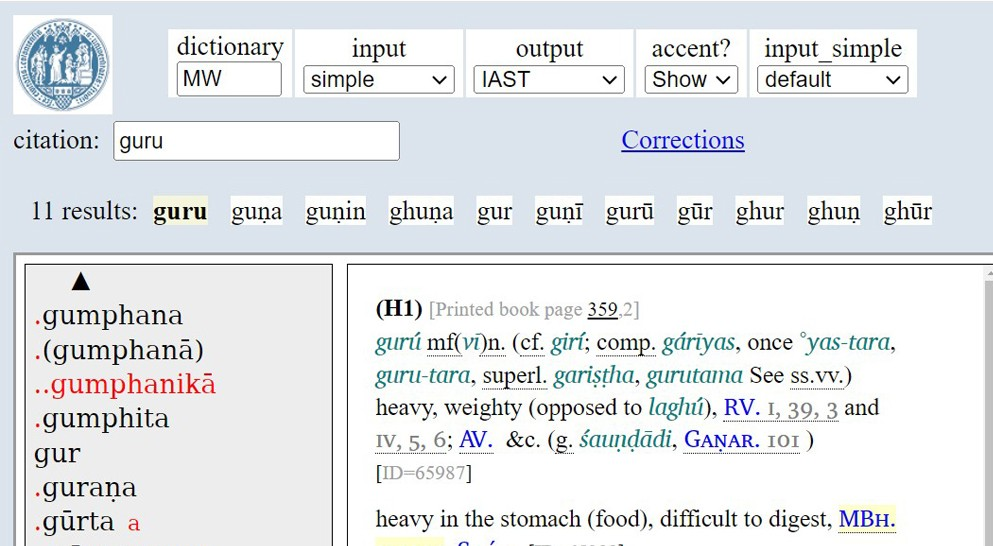 dictionary input output accent? input_simple
MW simple IAST Show default
citation: guru Corrections
11 results: guru guṇa guṇin ghuṇa gur guṇī gurū gūr ghur ghuṇ ghūr
▲
.gumphana
.(gumphanā)
..gumphanikā
.gumphita
gur
.guraṇa
.gūrta a
(H1) [Printed book page 359,2]
gurú mf(vī)n. (cf. girí; comp. gárīyas, once °yas-tara,
guru-tara, superl. gariṣṭha, gurutama See ss.vv.)
heavy, weighty (opposed to laghú), RV. I, 39, 3 and
IV, 5, 6; AV. &c. (g. śauṇḍādi, Gaṇar. 101 )
[ID=65987]
heavy in the stomach (food), difficult to digest, MBh.